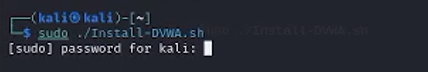 ┌──(kali㉿kali)-[~]
└─$ sudo ./Install-DVWA.sh
[sudo] password for kali: